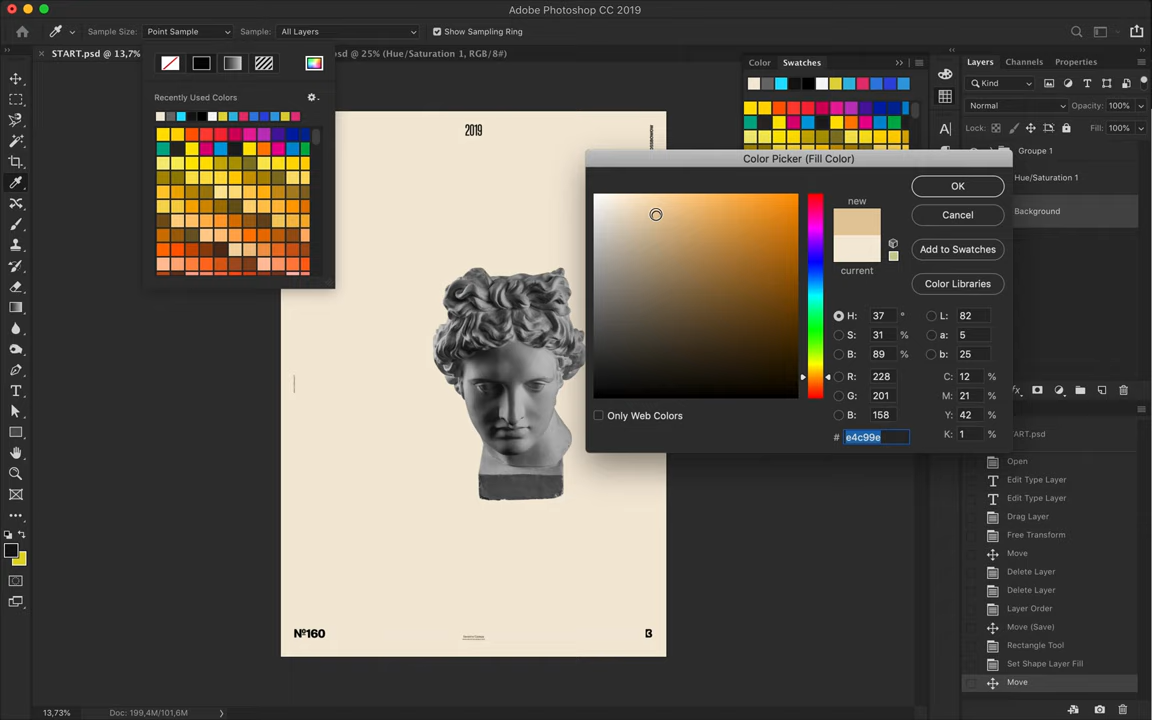 Adobe Photoshop CC 2019
Sample Size: Point Sample Sample: All Layers Show Sampling Ring
START.psd @ 13,7%
psd @ 25% (Hue/Saturation 1, RGB/8#)
Recently Used Colors
2019
Nº160
B
Color Swatches
Color Picker (Fill Color)
new
current
OK
Cancel
Add to Swatches
Color Libraries
H: 37 °
S: 31 %
B: 89 %
R: 228
G: 201
B: 158
L: 82
a: 5
b: 25
C: 12 %
M: 21 %
Y: 42 %
K: 1 %
# e4c99e
Only Web Colors
Layers Channels Properties
Kind
Normal Opacity: 100%
Lock: Fill: 100%
Groupe 1
Hue/Saturation 1
Background
ART.psd
Open
Edit Type Layer
Edit Type Layer
Drag Layer
Free Transform
Move
Delete Layer
Delete Layer
Layer Order
Move (Save)
Rectangle Tool
Set Shape Layer Fill
Move
13,73% Doc: 199,4M/101,6M